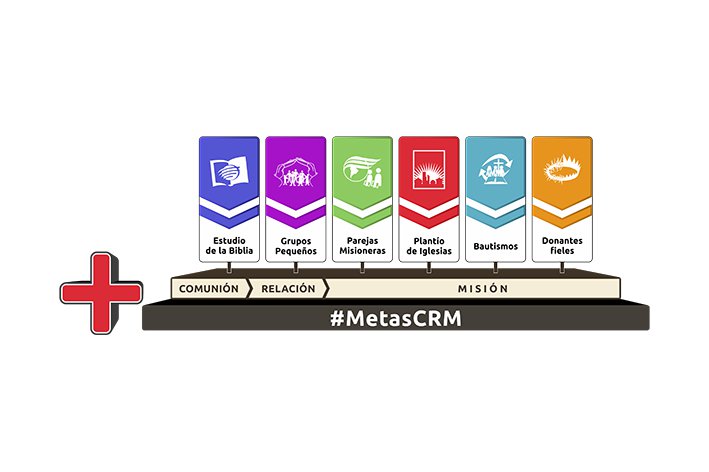 Estudio
de la Biblia
Grupos
Pequeños
Parejas
Misioneras
Plantio
de Iglesias
Bautismos
Donantes
fieles
COMUNIÓN
RELACIÓN
MISIÓN
#MetasCRM